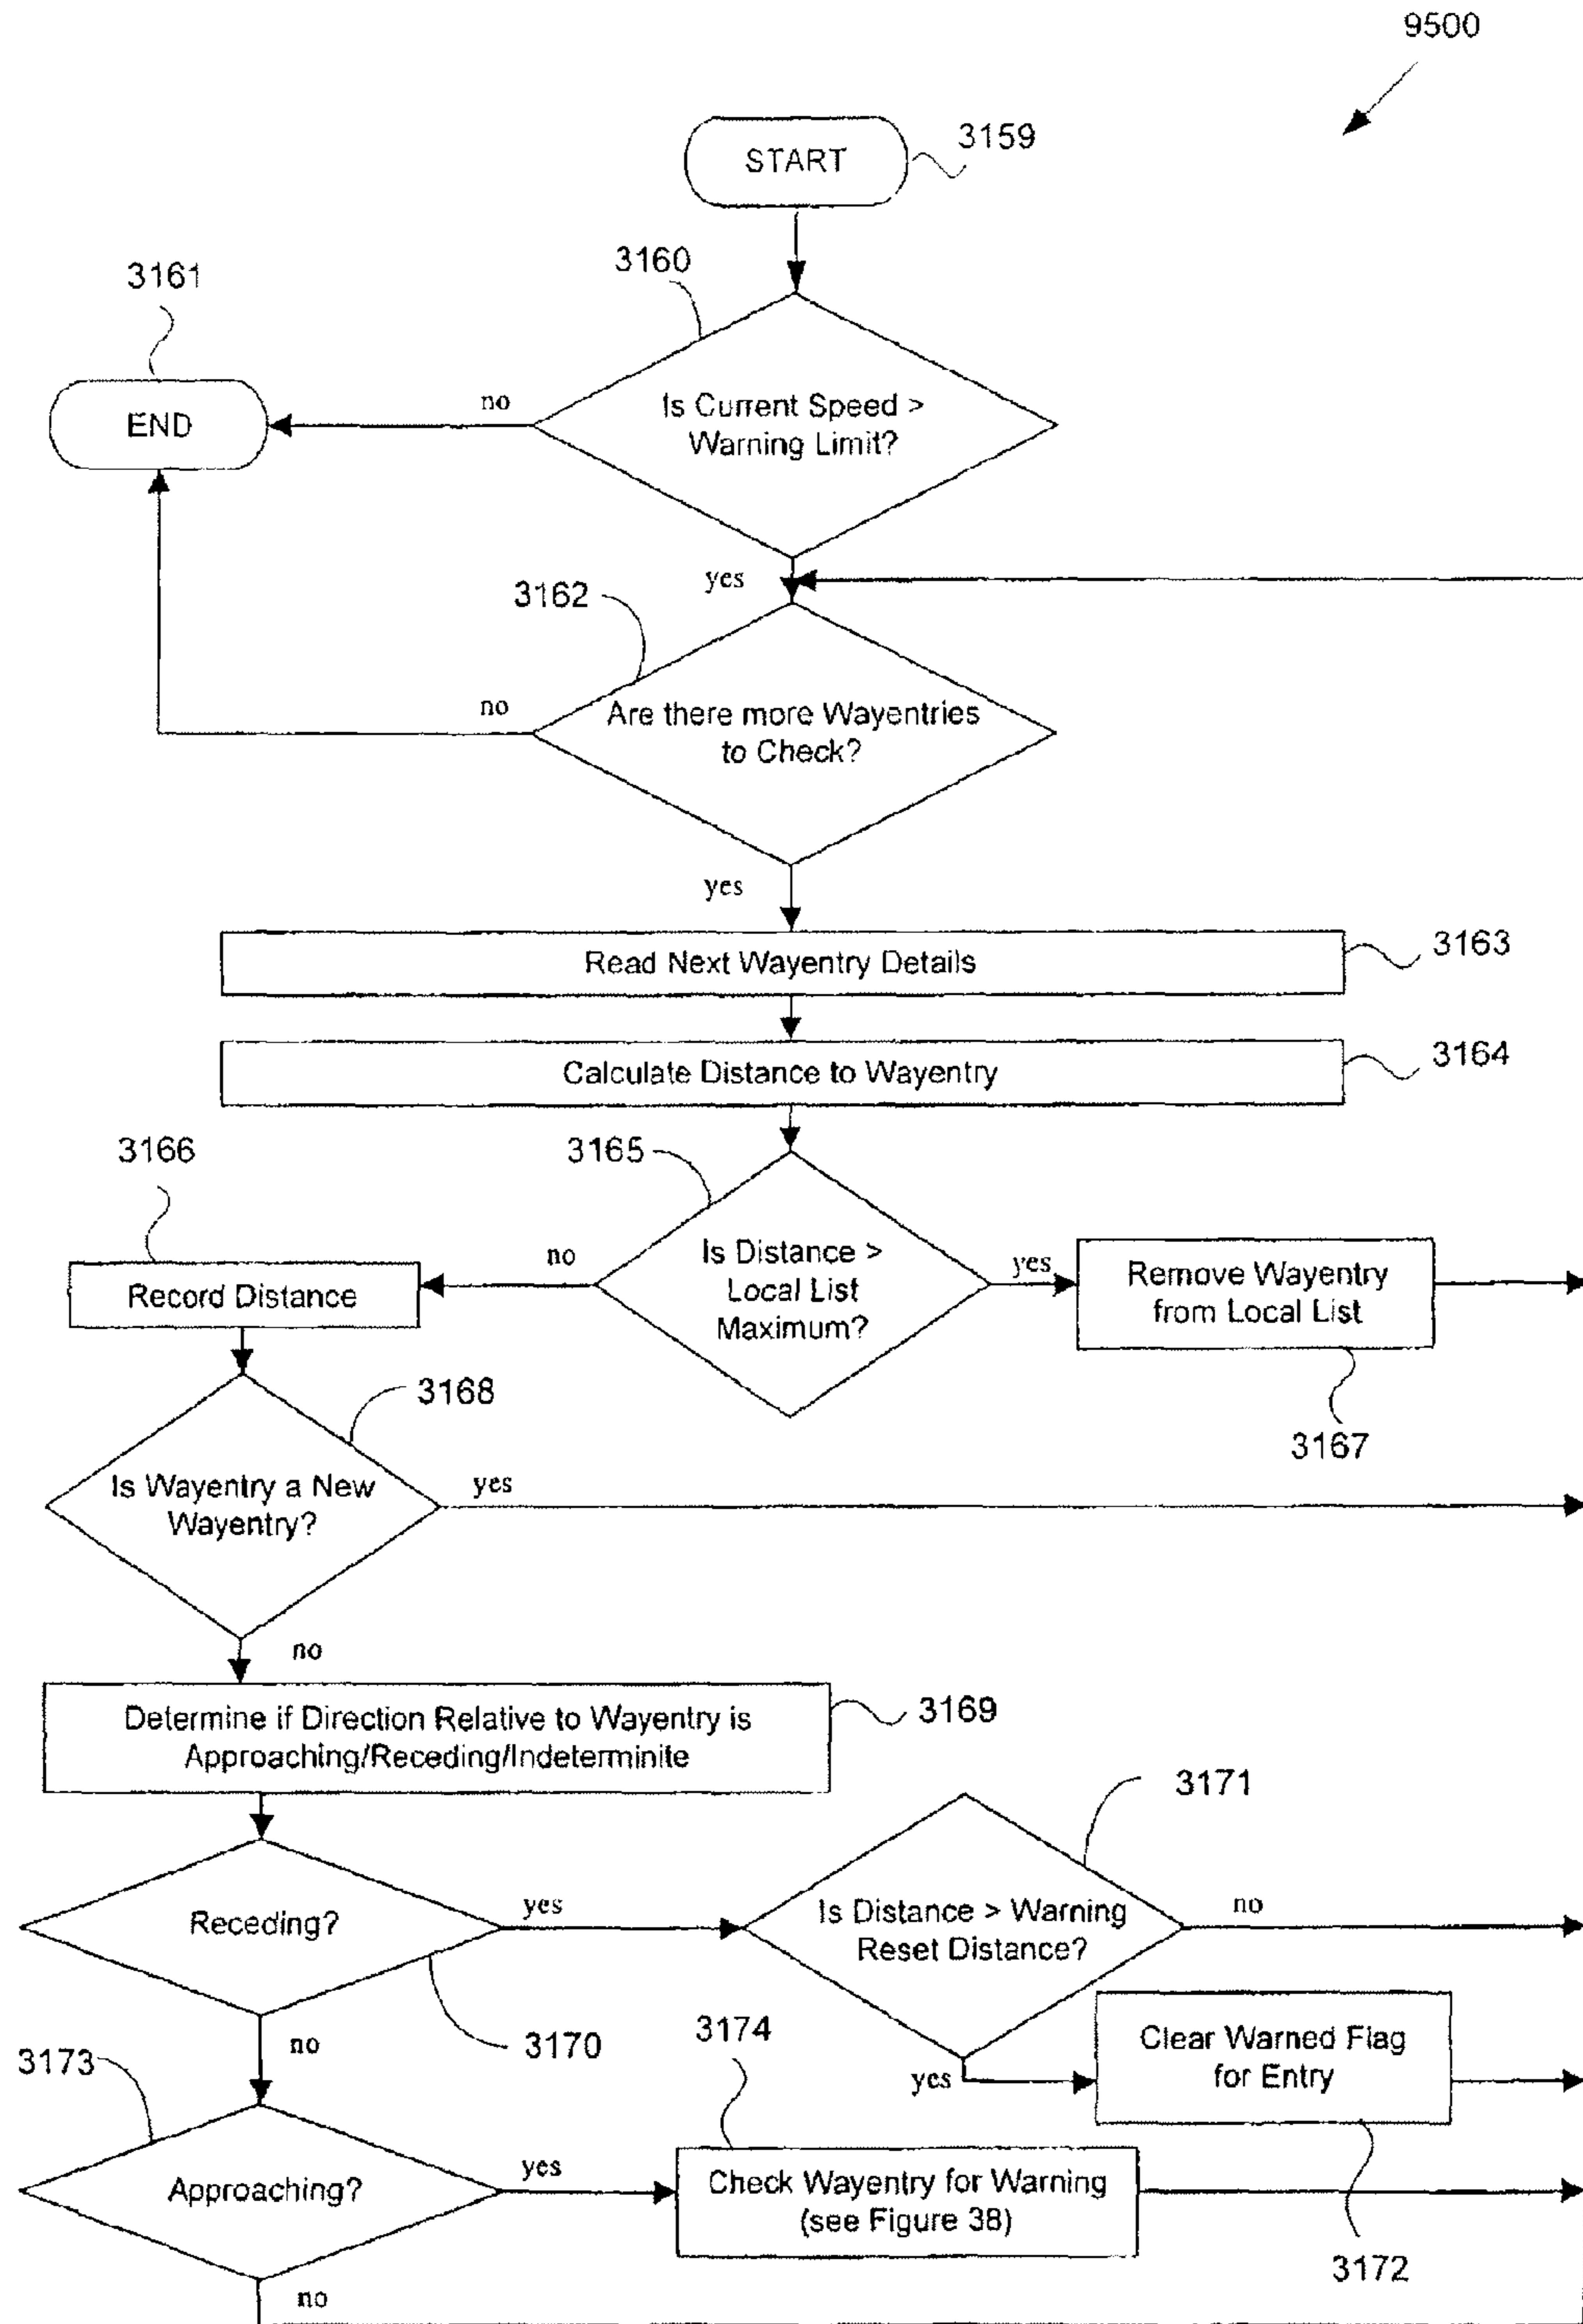 9500
START
3159
3160
3161
END
no
Is Current Speed >
Warning Limit?
yes
3162
no
Are there more Wayentries
to Check?
yes
Read Next Wayentry Details
3163
Calculate Distance to Wayentry
3164
3166
3165
Record Distance
no
Is Distance >
Local List
Maximum?
yes
Remove Wayentry
from Local List
3167
3168
Is Wayentry a New
Wayentry?
yes
no
Determine if Direction Relative to Wayentry is
Approaching/Receding/Indeterminite
3169
3171
Receding?
yes
Is Distance > Warning
Reset Distance?
no
3170
no
yes
Clear Warned Flag
for Entry
3172
3173
3174
Approaching?
yes
Check Wayentry for Warning
(see Figure 38)
no